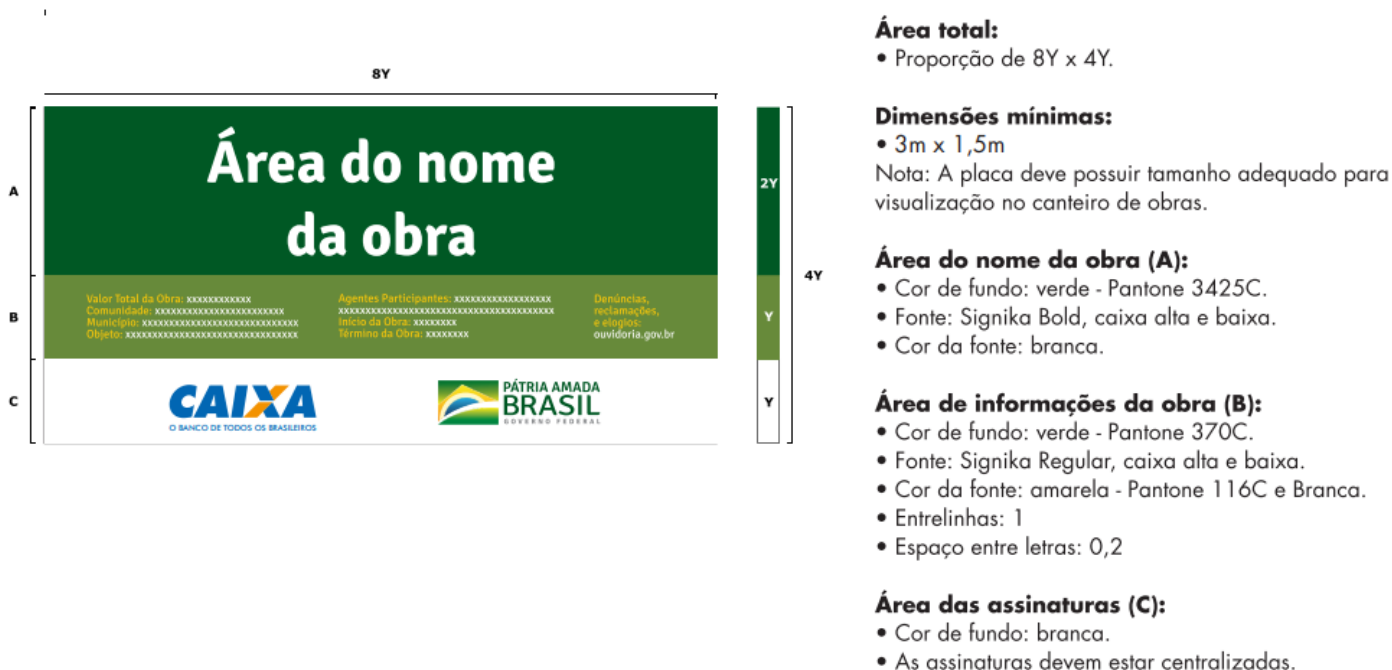 8Y
A
B
C
Área do nome
da obra
Valor Total da Obra: xxxxxxxxxxxx
Comunidade: xxxxxxxxxxxxxxxxxxxxxxxx
Município: xxxxxxxxxxxxxxxxxxxxxxxxxxxxx
Objeto: xxxxxxxxxxxxxxxxxxxxxxxxxxxxxxxx
Agentes Participantes: xxxxxxxxxxxxxxxxxx
xxxxxxxxxxxxxxxxxxxxxxxxxxxxxxxxxxxxxxxx
Início da Obra: xxxxxxxx
Término da Obra: xxxxxxxx
Denúncias,
reclamações,
e elogios:
ouvidoria.gov.br
CAIXA
O BANCO DE TODOS OS BRASILEIROS
PÁTRIA AMADA
BRASIL
GOVERNO FEDERAL
2Y
Y
Y
4Y
Área total:
• Proporção de 8Y x 4Y.
Dimensões mínimas:
• 3m x 1,5m
Nota: A placa deve possuir tamanho adequado para
visualização no canteiro de obras.
Área do nome da obra (A):
• Cor de fundo: verde - Pantone 3425C.
• Fonte: Signika Bold, caixa alta e baixa.
• Cor da fonte: branca.
Área de informações da obra (B):
• Cor de fundo: verde - Pantone 370C.
• Fonte: Signika Regular, caixa alta e baixa.
• Cor da fonte: amarela - Pantone 116C e Branca.
• Entrelinhas: 1
• Espaço entre letras: 0,2
Área das assinaturas (C):
• Cor de fundo: branca.
• As assinaturas devem estar centralizadas.